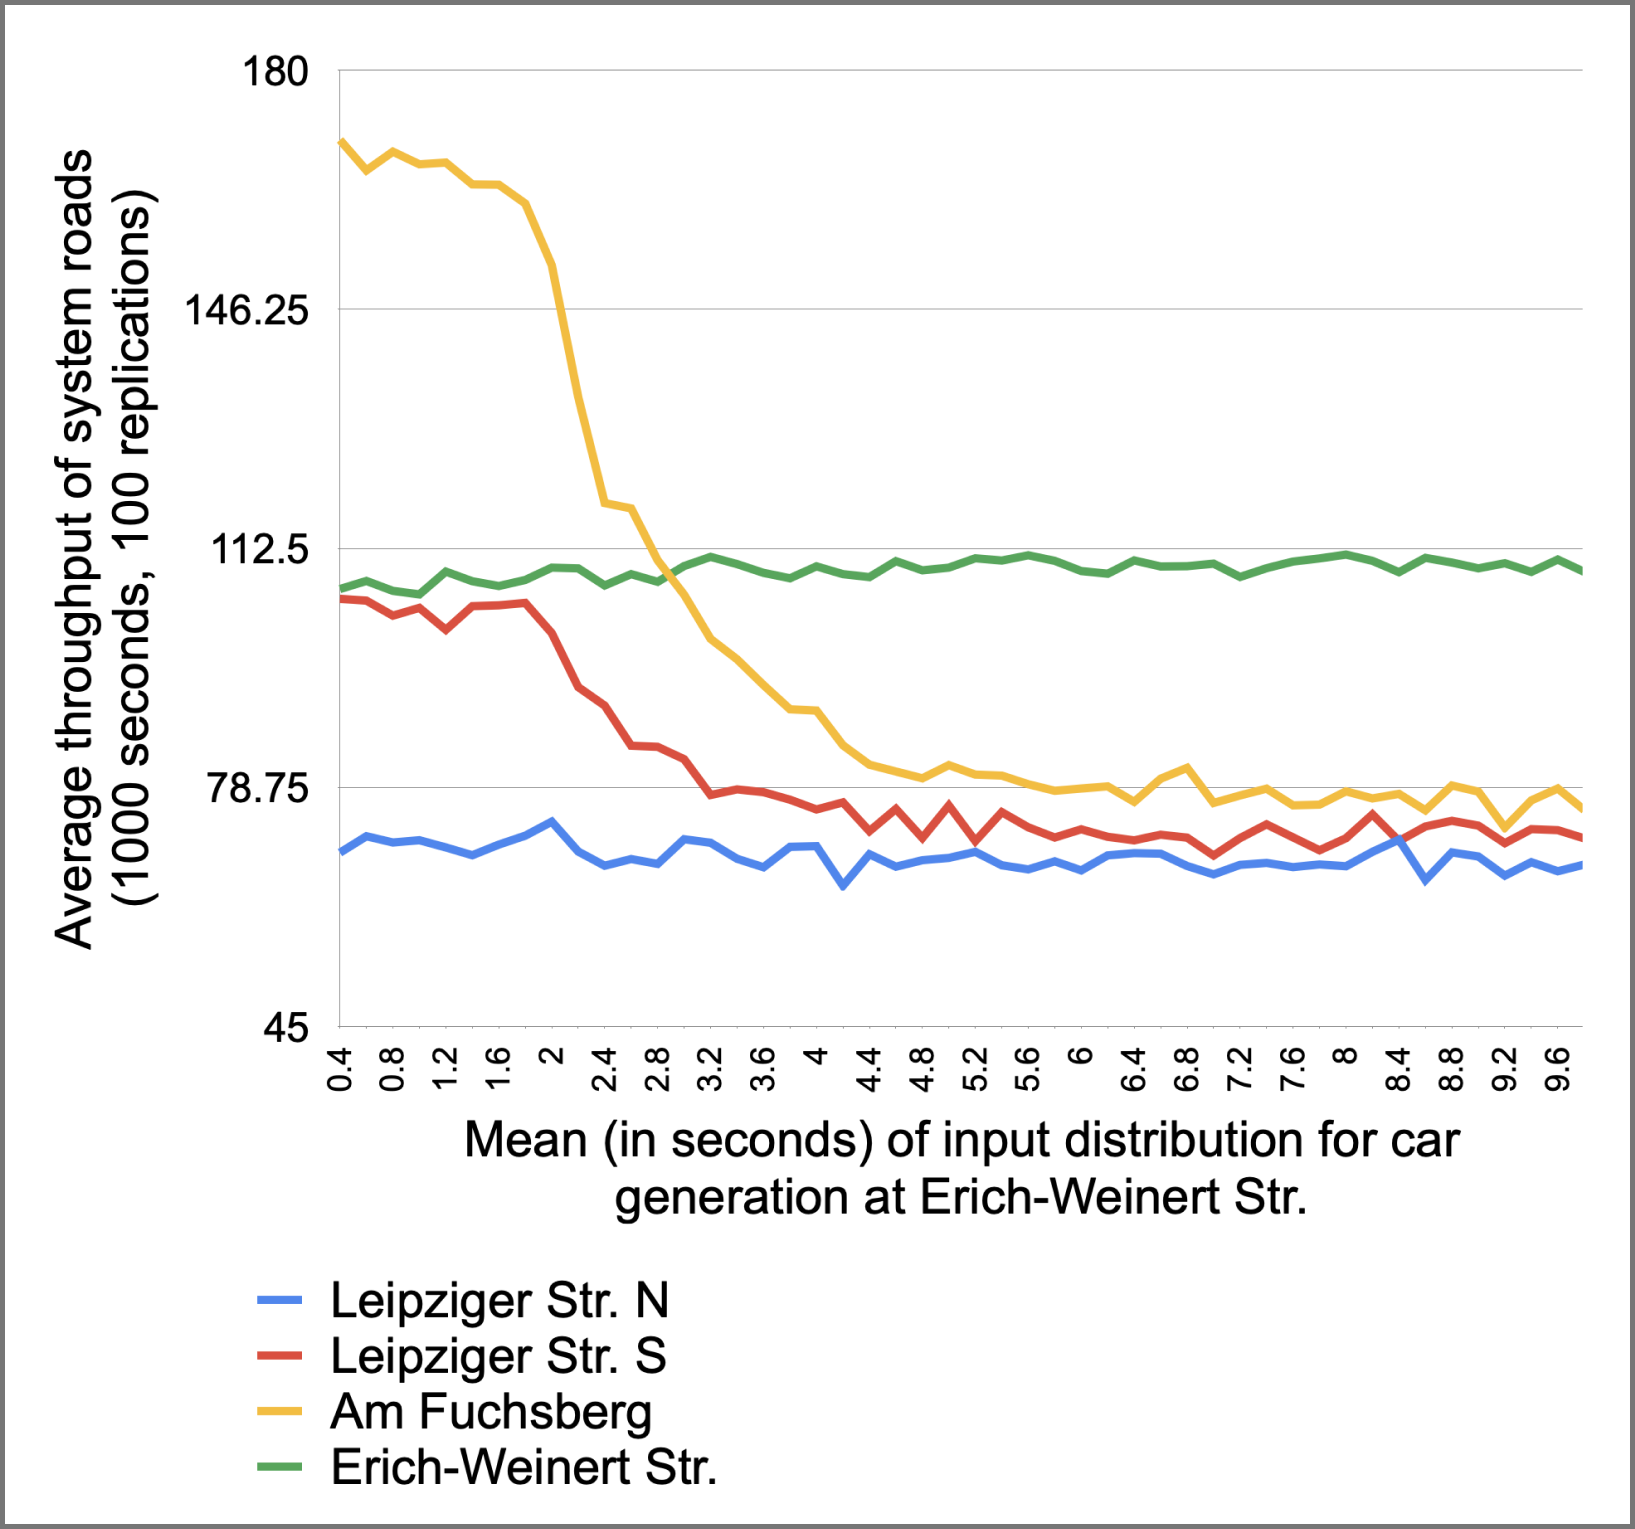 Average throughput of system roads
(1000 seconds, 100 replications)
180
146.25
112.5
78.75
45
0.4 0.8 1.2 1.6 2 2.4 2.8 3.2 3.6 4 4.4 4.8 5.2 5.6 6 6.4 6.8 7.2 7.6 8 8.4 8.8 9.2 9.6
Mean (in seconds) of input distribution for car
generation at Erich-Weinert Str.
Leipziger Str. N
Leipziger Str. S
Am Fuchsberg
Erich-Weinert Str.